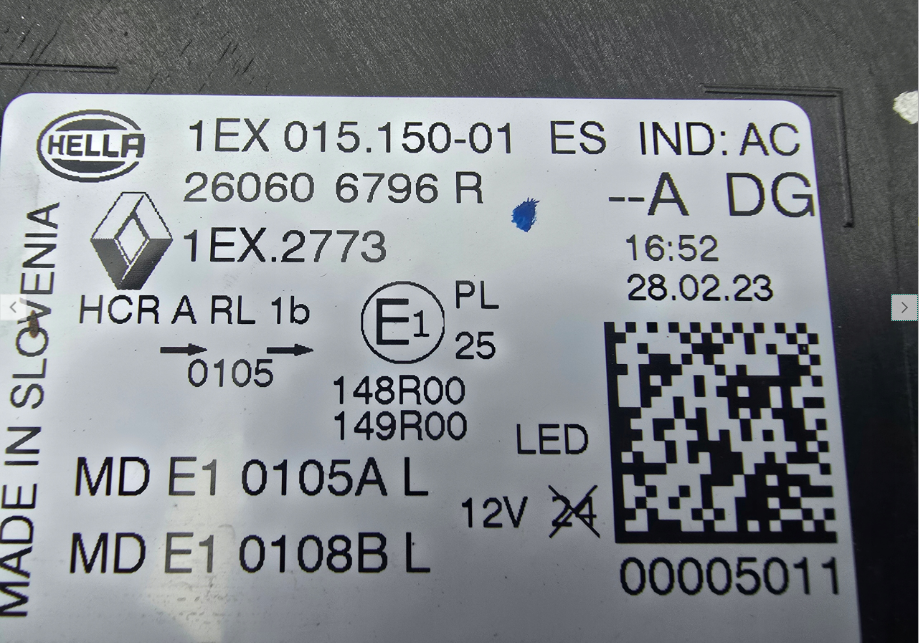 HELLA
1EX 015.150-01 ES IND: AC
26060 6796 R --A DG
1EX.2773 16:52
28.02.23
HCR A RL 1b E1 PL
25
0105
148R00
149R00
LED
MD E1 0105A L
12V 24
MD E1 0108B L
00005011
MADE IN SLOVENIA